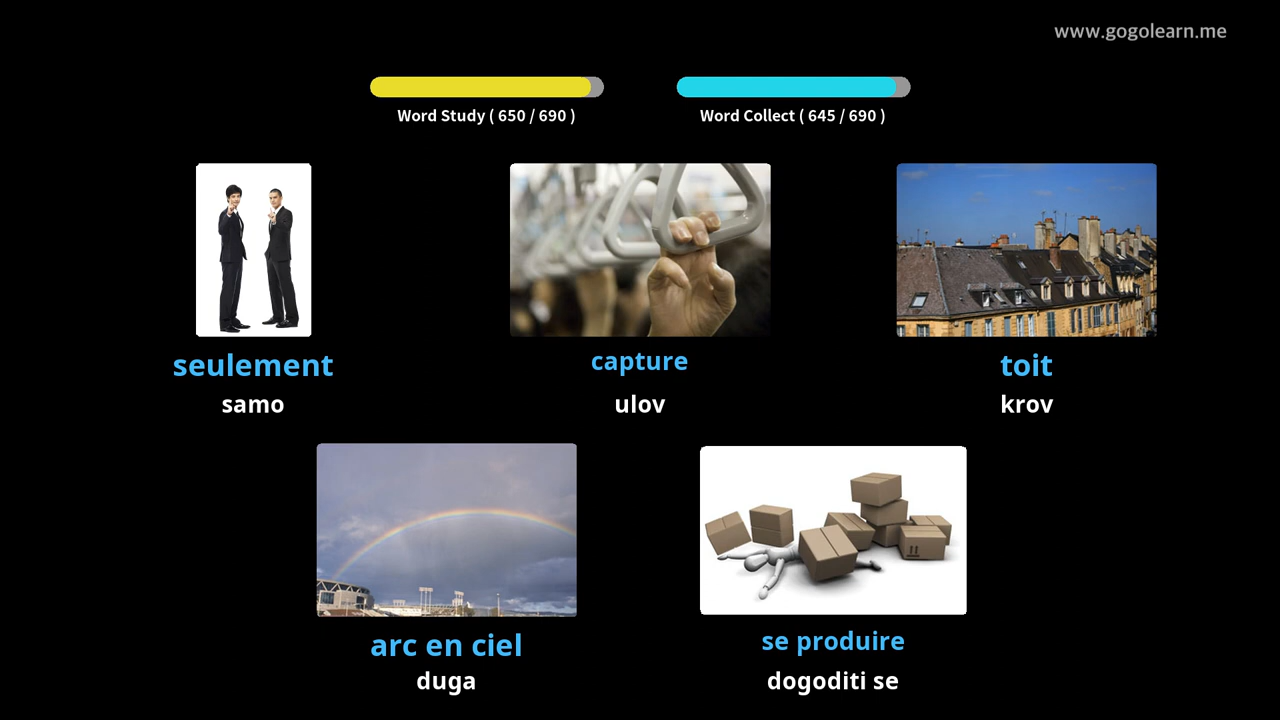 www.gogolearn.me
Word Study ( 650 / 690 )
Word Collect ( 645 / 690 )
seulement
samo
capture
ulov
toit
krov
arc en ciel
duga
se produire
dogoditi se